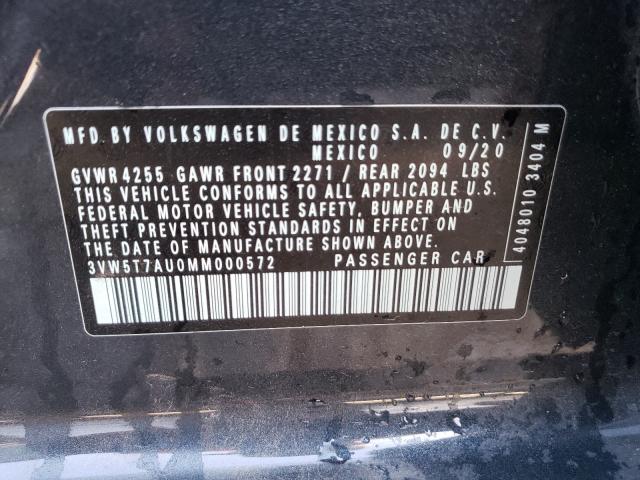 MFD. BY VOLKSWAGEN DE MEXICO S.A. DE C.V.
MEXICO 09/20
GVWR 4255 GAWR FRONT 2271 / REAR 2094 LBS
THIS VEHICLE CONFORMS TO ALL APPLICABLE U.S.
FEDERAL MOTOR VEHICLE SAFETY, BUMPER AND
THEFT PREVENTION STANDARDS IN EFFECT ON
THE DATE OF MANUFACTURE SHOWN ABOVE.
3VW5T7AU0MM000572 PASSENGER CAR
4048010 3404 M